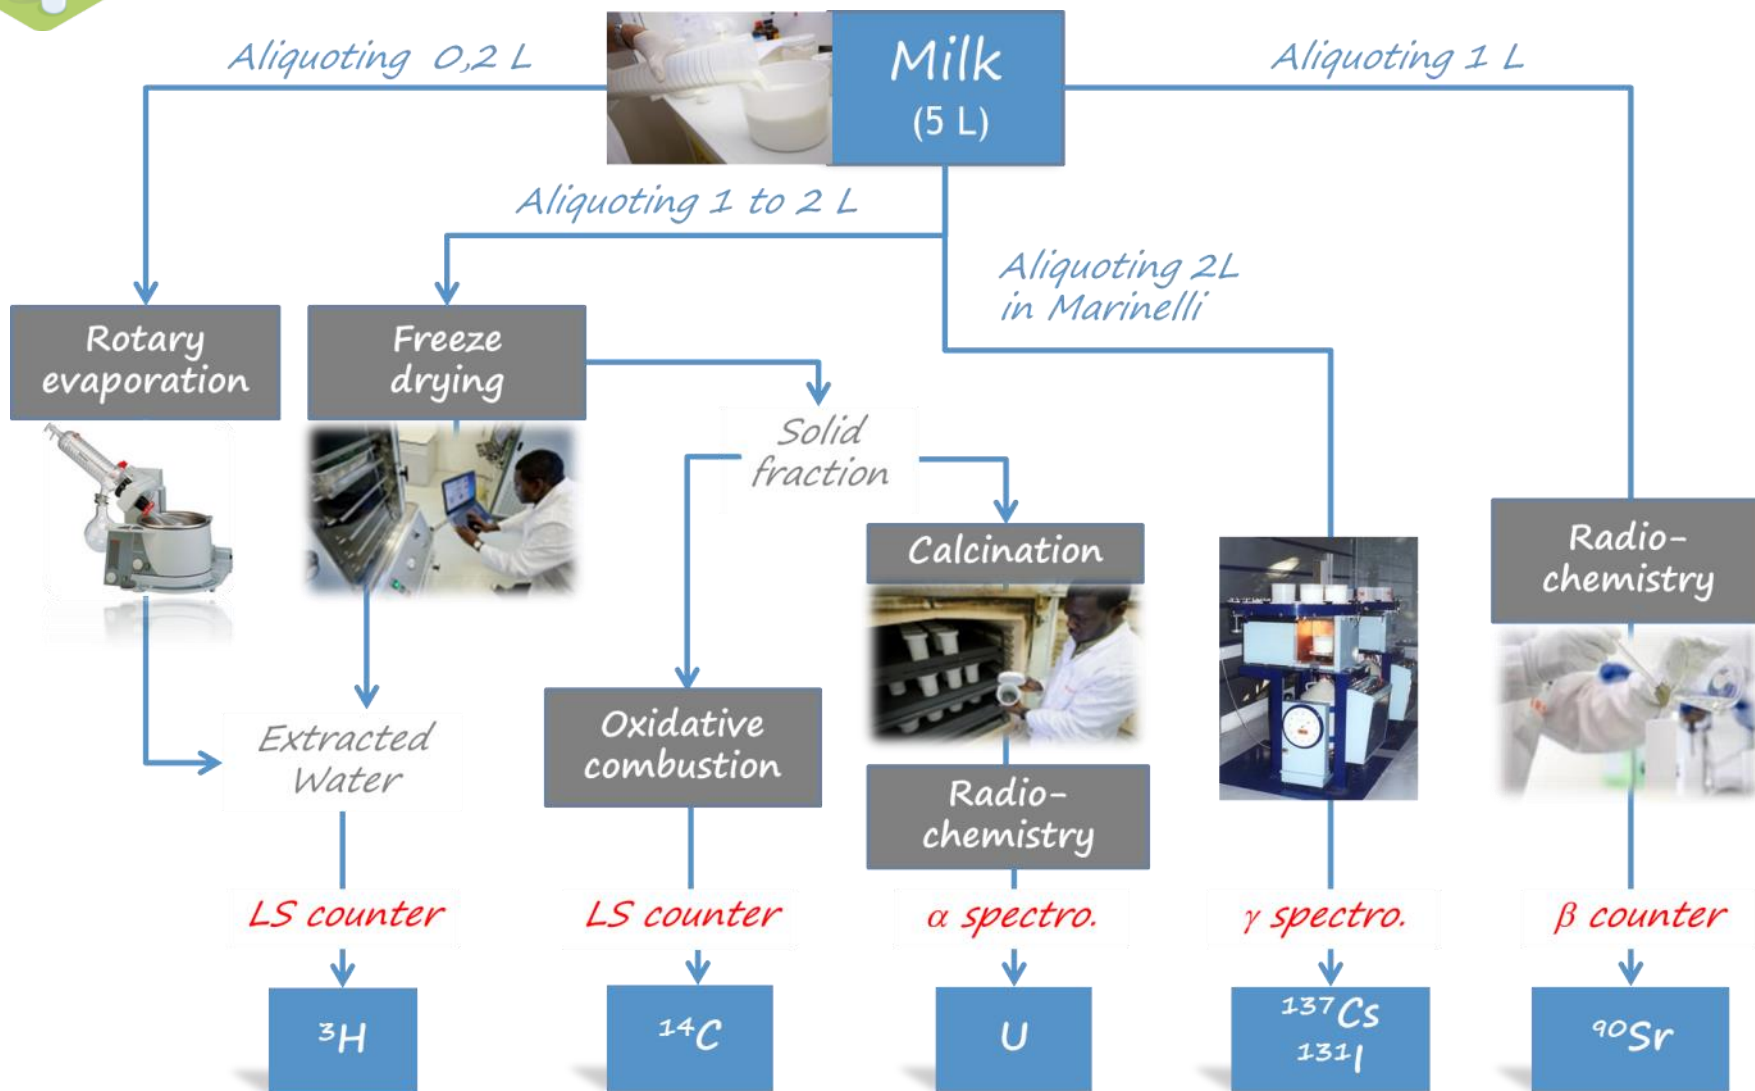 Milk
(5 L)
Aliquoting 0,2 L
Aliquoting 1 L
Aliquoting 1 to 2 L
Aliquoting 2L
in Marinelli
Rotary
evaporation
Freeze
drying
Solid
fraction
Calcination
Radio-
chemistry
Extracted
Water
Oxidative
combustion
Radio-
chemistry
LS counter
LS counter
α spectro.
γ spectro.
β counter
³H
¹⁴C
U
¹³⁷Cs
¹³¹I
⁹⁰Sr